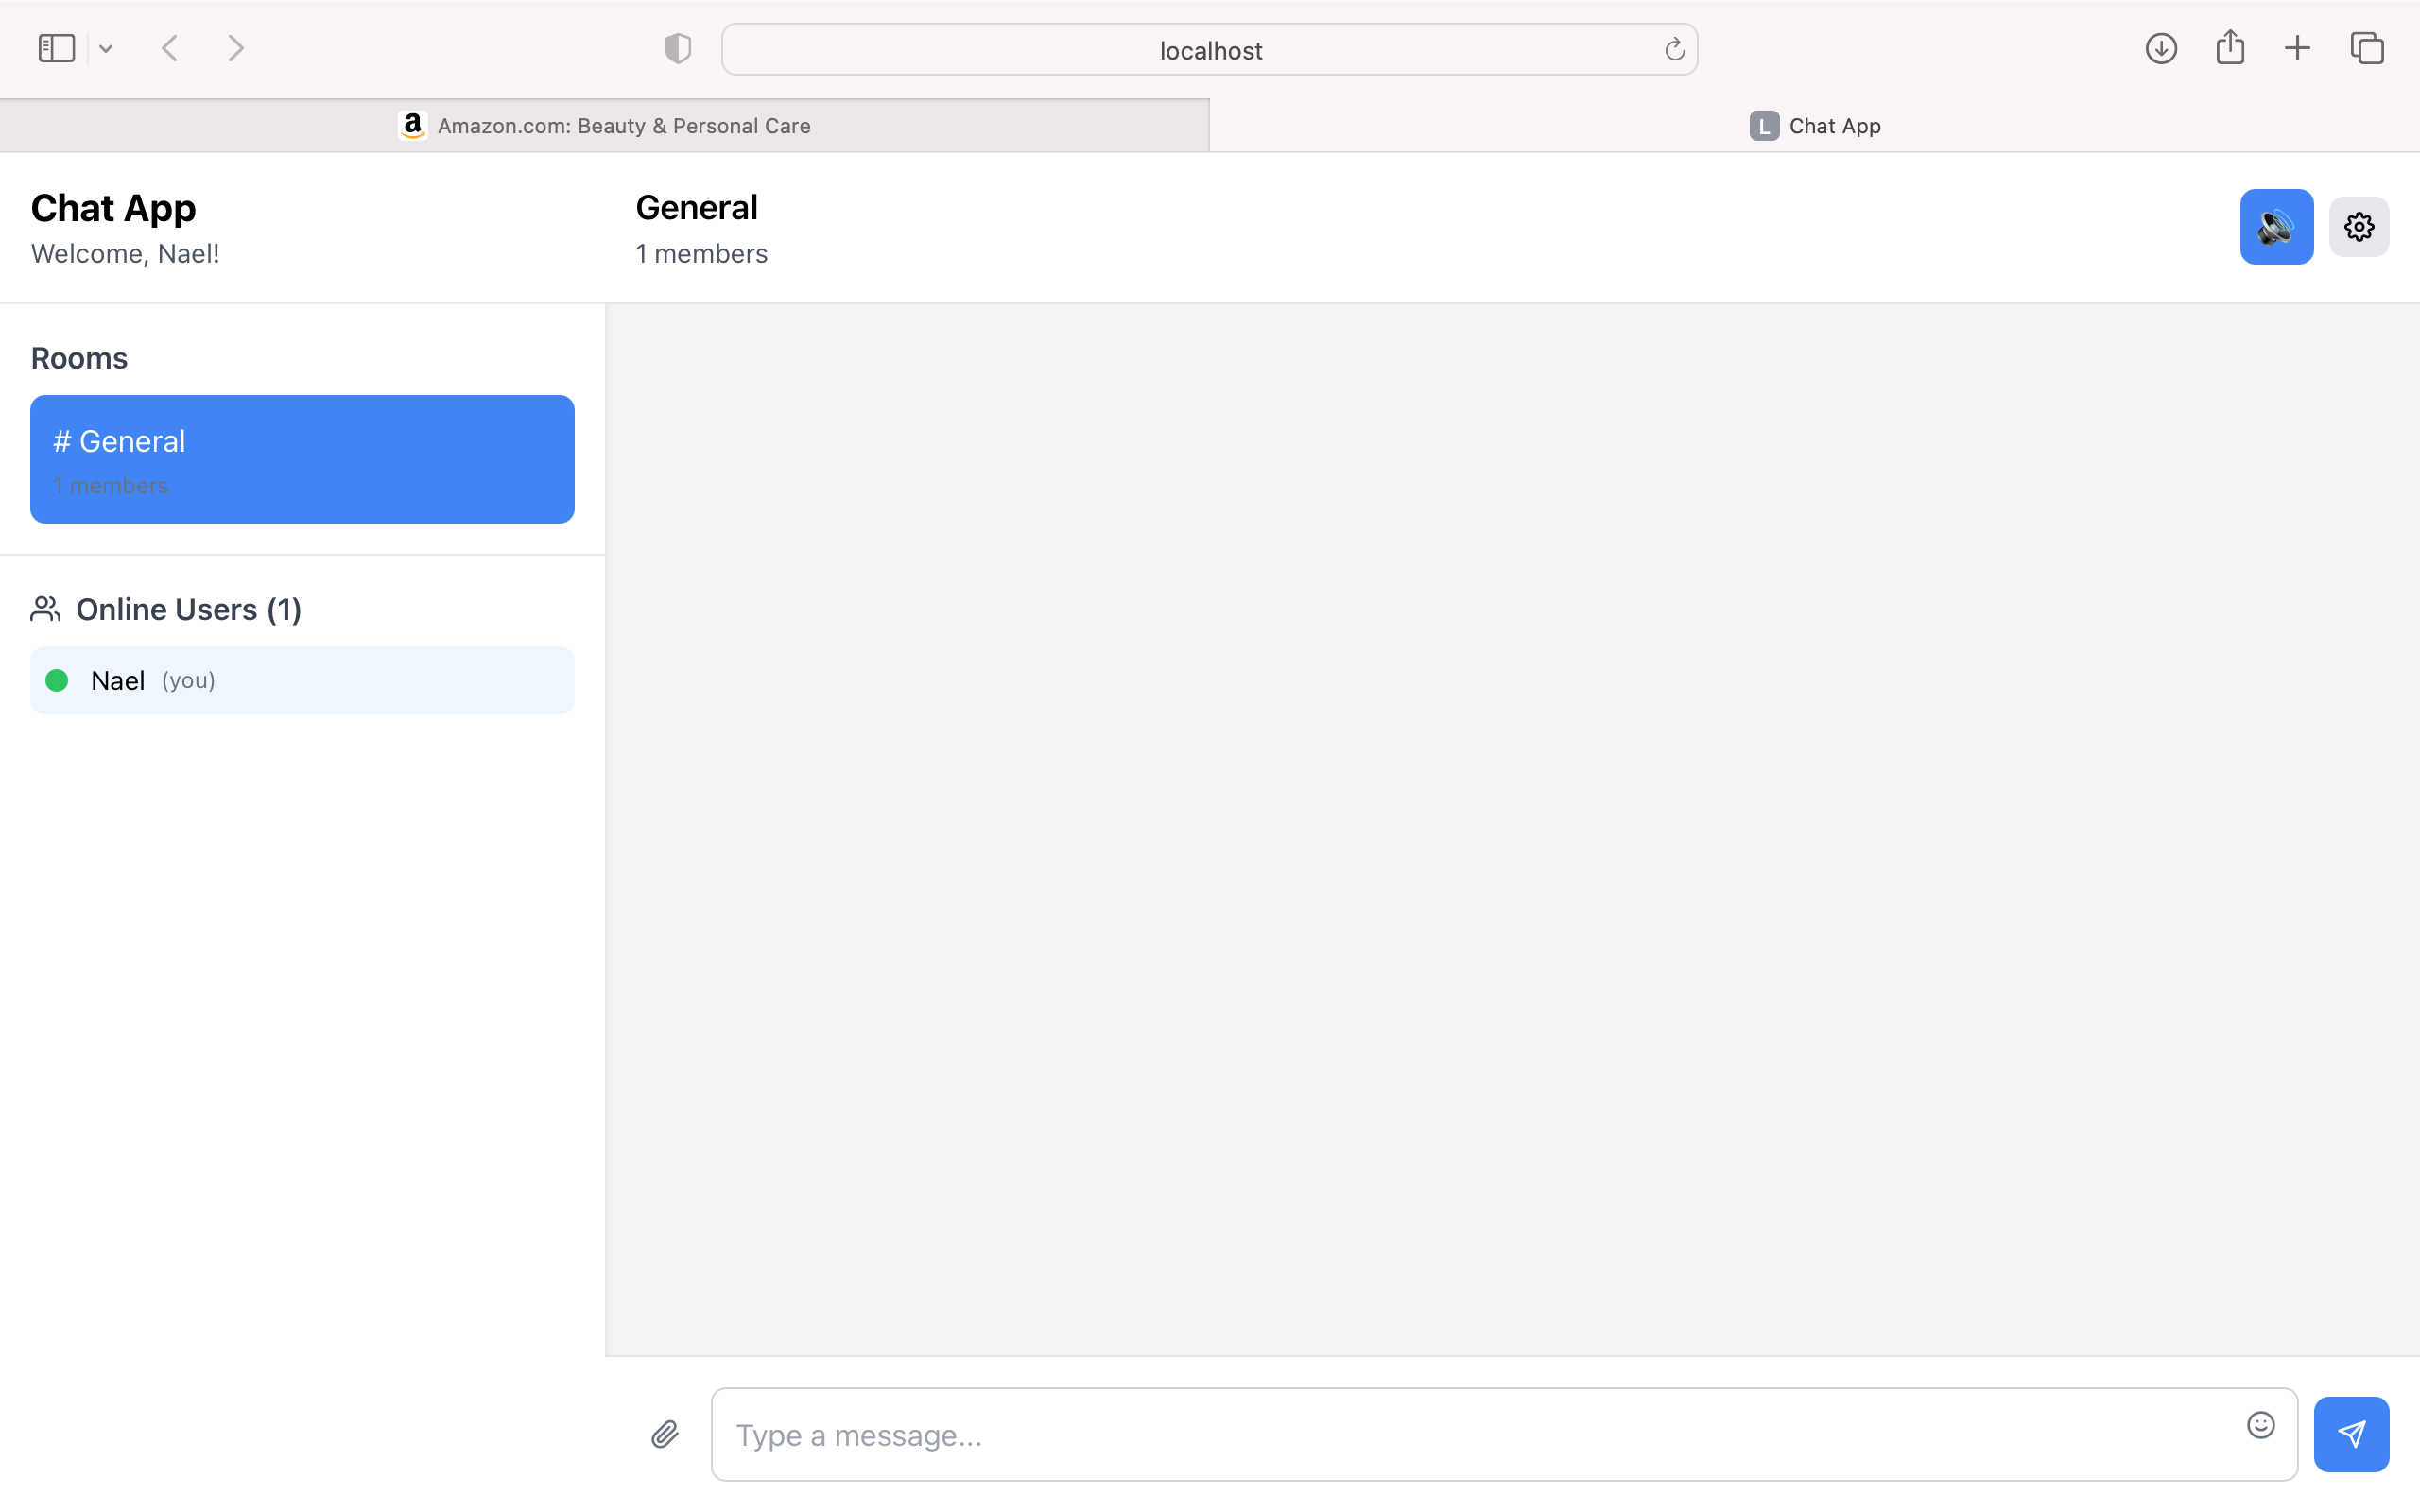 localhost
Amazon.com: Beauty & Personal Care
L Chat App
Chat App
Welcome, Nael!
General
1 members
Rooms
# General
1 members
Online Users (1)
Nael (you)
Type a message...